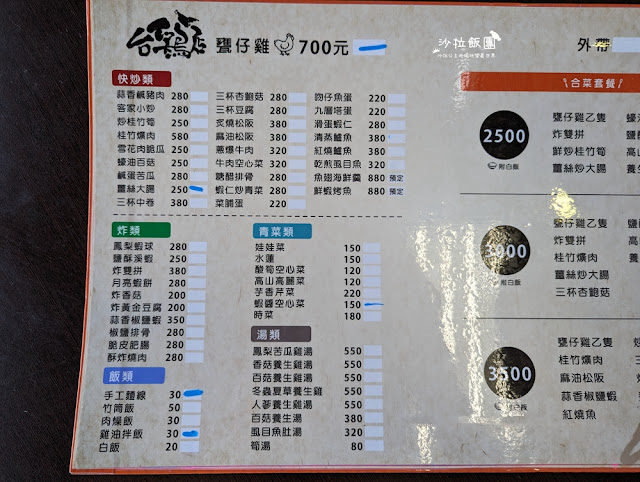 台G鷄店
甕仔雞 700元
沙拉飯團
外帶
快炒類
蒜香鹹豬肉 280
客家小炒 280
炒桂竹筍 250
桂竹爌肉 580
雪花肉脆瓜 250
蠔油百菇 250
鹹蛋苦瓜 280
薑絲大腸 250
三杯中卷 380
三杯杏鮑菇 280
三杯豆腐 280
炙燒松阪 380
麻油松阪 380
蔥爆牛肉 320
牛肉空心菜 320
糖醋排骨 280
蝦仁炒青菜 280
菜脯蛋 220
吻仔魚蛋 220
九層塔蛋 220
滑蛋蝦仁 280
清蒸鱸魚 380
紅燒鱸魚 380
乾煎虱目魚 320
魚翅海鮮羹 880 預定
鮮蝦烤魚 880 預定
炸類
鳳梨蝦球 280
鹽酥溪蝦 250
炸雙拼 380
月亮蝦餅 280
炸香菇 200
炸黃金豆腐 200
蒜香椒鹽蝦 350
椒鹽排骨 280
脆皮肥腸 280
酥炸燒肉 280
飯類
手工麵線 30
竹筒飯 50
肉燥飯 30
雞油拌飯 30
白飯 20
青菜類
娃娃菜 150
水蓮 150
酸筍空心菜 120
高山高麗菜 120
芋香芹菜 220
蝦醬空心菜 150
時菜 180
湯類
鳳梨苦瓜雞湯 550
香菇養生雞湯 550
百菇養生雞湯 550
冬蟲夏草養生雞 550
人蔘養生雞湯 550
百菇養生湯 380
虱目魚肚湯 320
筍湯 80
合菜套餐
2500
附白飯
甕仔雞乙隻
炸雙拼
鮮炒桂竹筍
薑絲炒大腸
3000
附白飯
甕仔雞乙隻
炸雙拼
桂竹爌肉
薑絲炒大腸
三杯杏鮑菇
3500
附白飯
甕仔雞乙隻
桂竹爌肉
麻油松阪
蒜香椒鹽蝦
紅燒魚